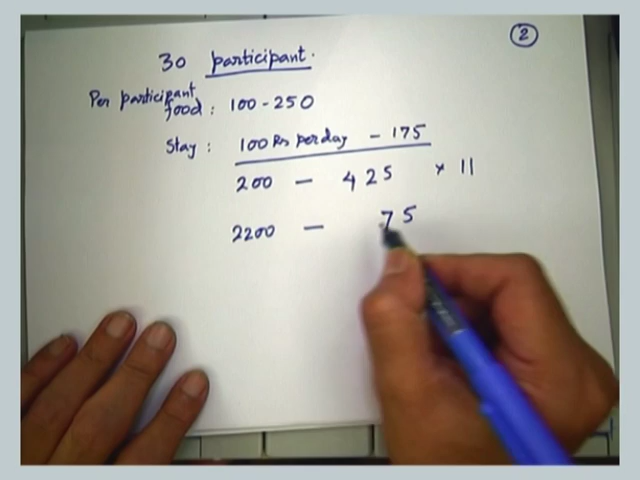 2
30 participant.
Per participant
food : 100 - 250
Stay : 100 Rs per day - 175
200 - 425 × 11
2200 - 75